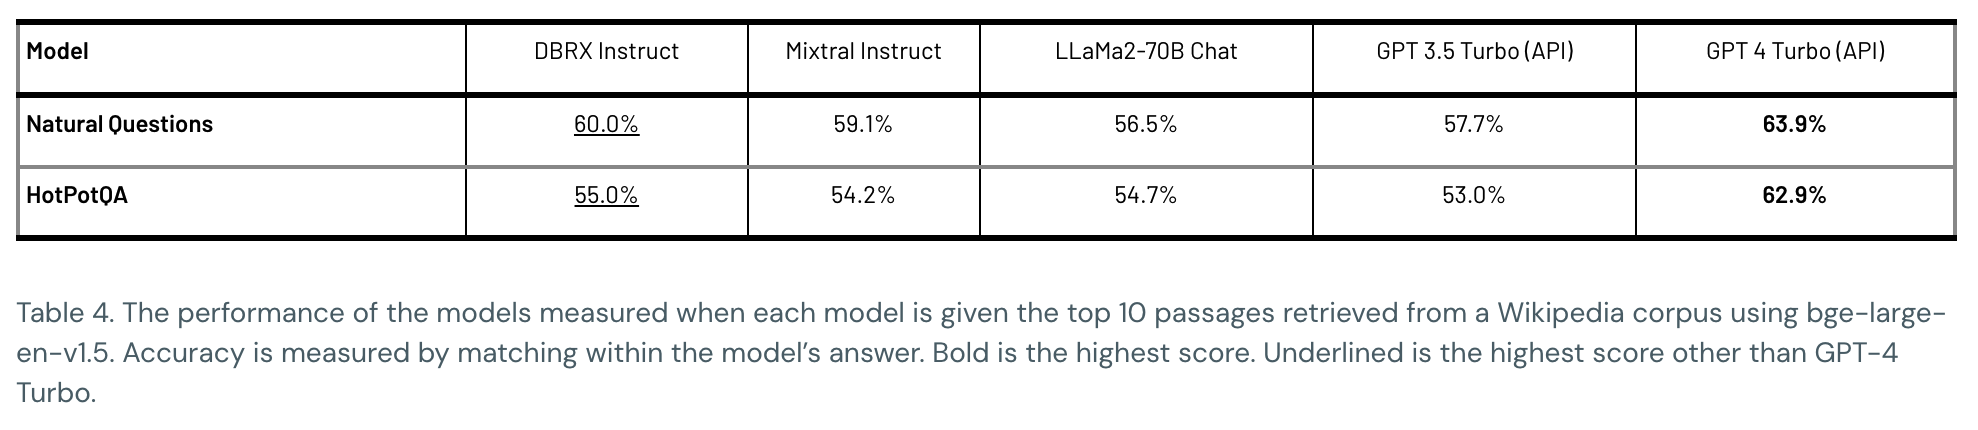 Model DBRX Instruct Mixtral Instruct LLaMa2-70B Chat GPT 3.5 Turbo (API) GPT 4 Turbo (API)
Natural Questions 60.0% 59.1% 56.5% 57.7% 63.9%
HotPotQA 55.0% 54.2% 54.7% 53.0% 62.9%
Table 4. The performance of the models measured when each model is given the top 10 passages retrieved from a Wikipedia corpus using bge-large-
en-v1.5. Accuracy is measured by matching within the model’s answer. Bold is the highest score. Underlined is the highest score other than GPT-4
Turbo.